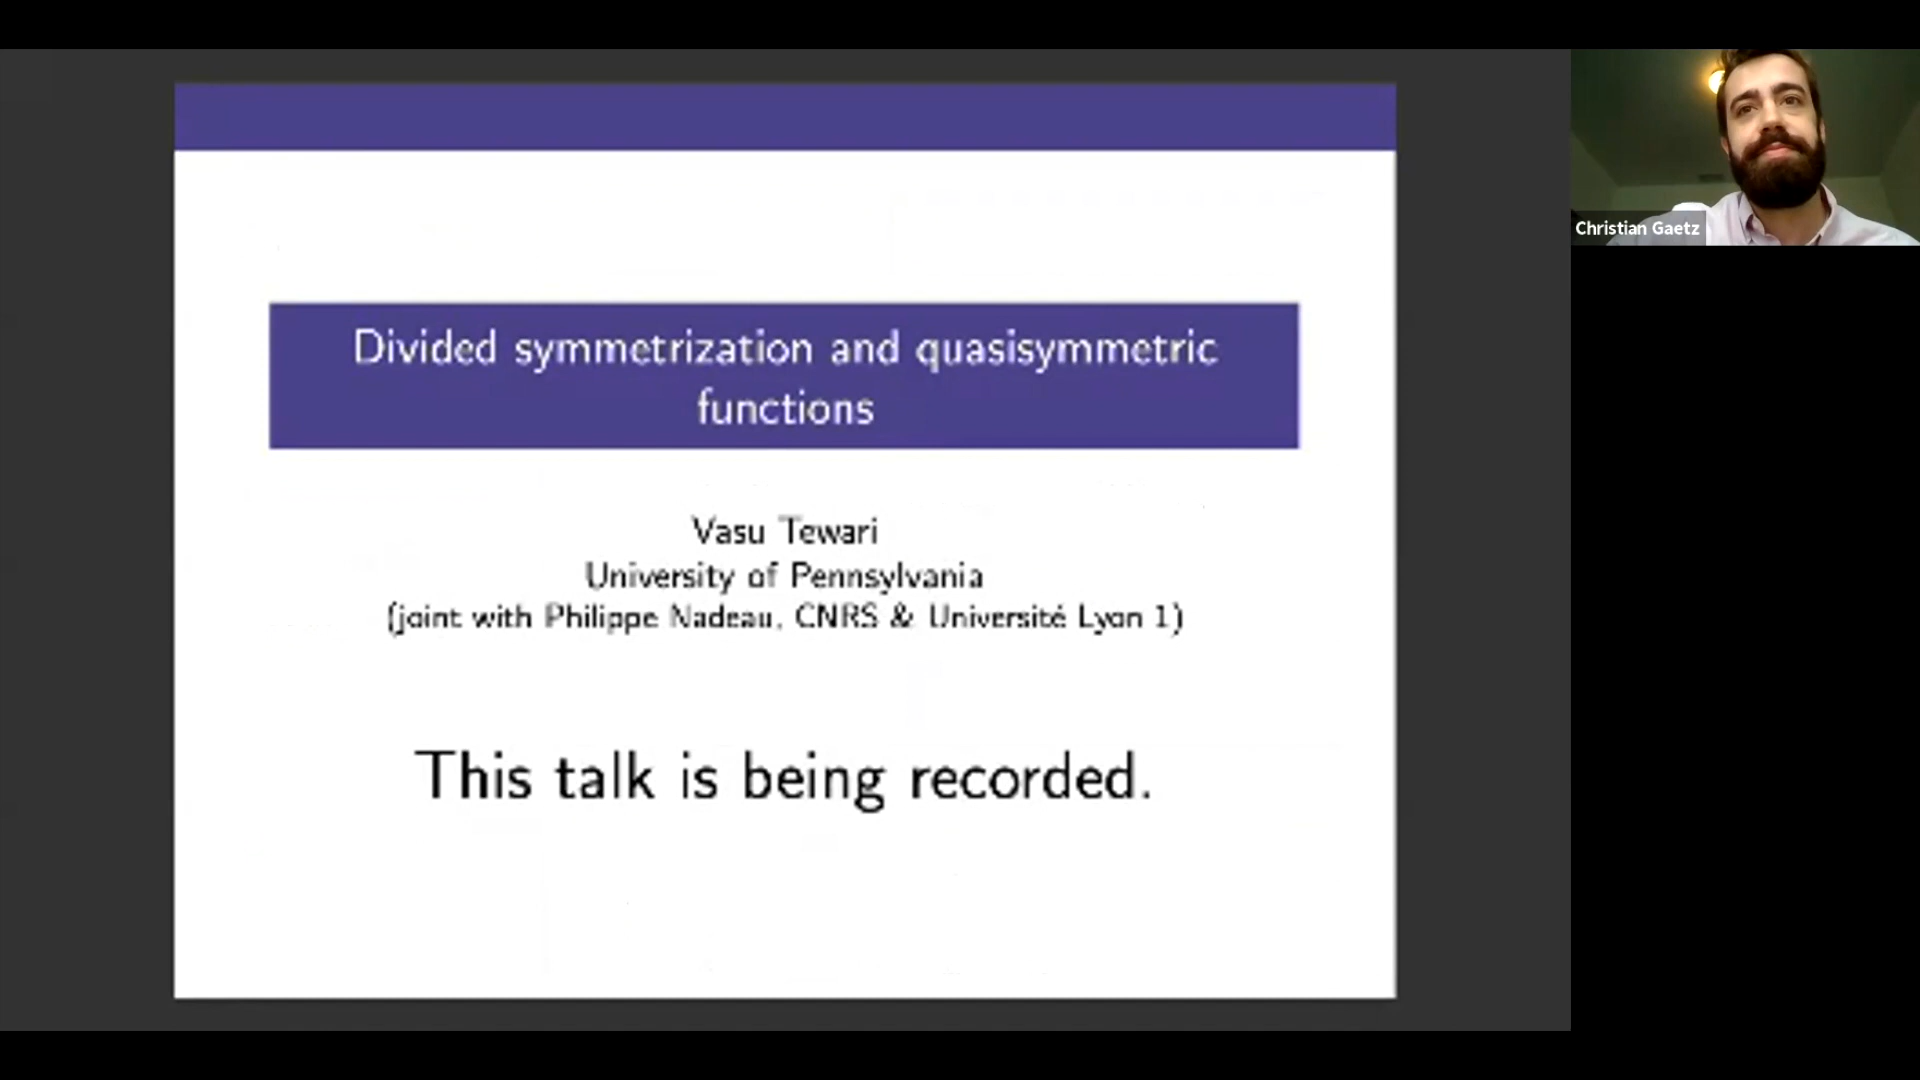 Divided symmetrization and quasisymmetric
functions
Vasu Tewari
University of Pennsylvania
(joint with Philippe Nadeau, CNRS & Université Lyon 1)
This talk is being recorded.
Christian Gaetz